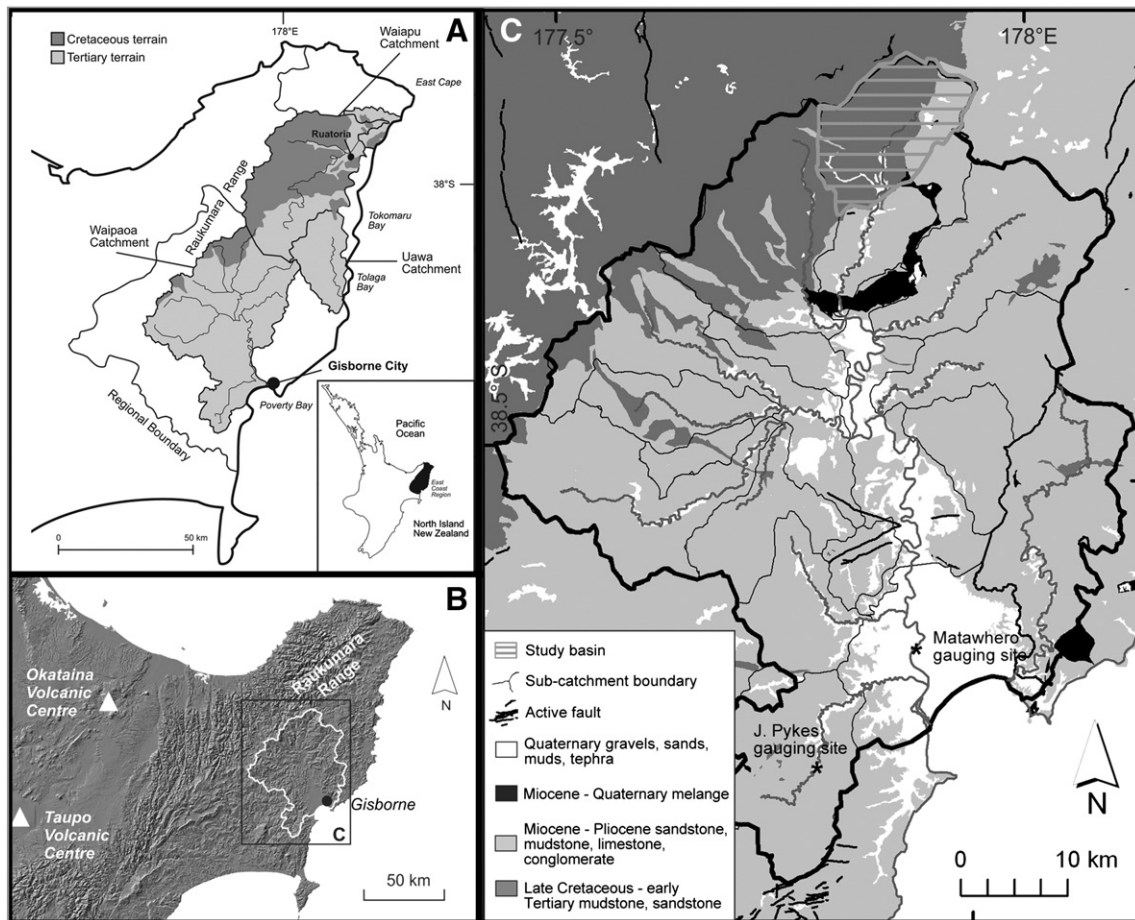 A
178°E
Cretaceous terrain
Tertiary terrain
Waiapu
Catchment
East Cape
Ruatoria
38°S
Raukumara Range
Tokomaru
Bay
Waipaoa
Catchment
Uawa
Catchment
Tolaga
Bay
Gisborne City
Poverty Bay
Regional Boundary
Pacific
Ocean
East
Coast
Region
North Island
New Zealand
0 50 km
B
Okataina
Volcanic
Centre
Raukumara
Range
N
Gisborne
Taupo
Volcanic
Centre
C
50 km
C
177.5°
178°E
38.5°S
Matawhero
gauging site
J. Pykes
gauging site
Study basin
Sub-catchment boundary
Active fault
Quaternary gravels, sands,
muds, tephra
Miocene - Quaternary melange
Miocene - Pliocene sandstone,
mudstone, limestone,
conglomerate
Late Cretaceous - early
Tertiary mudstone, sandstone
N
0 10 km